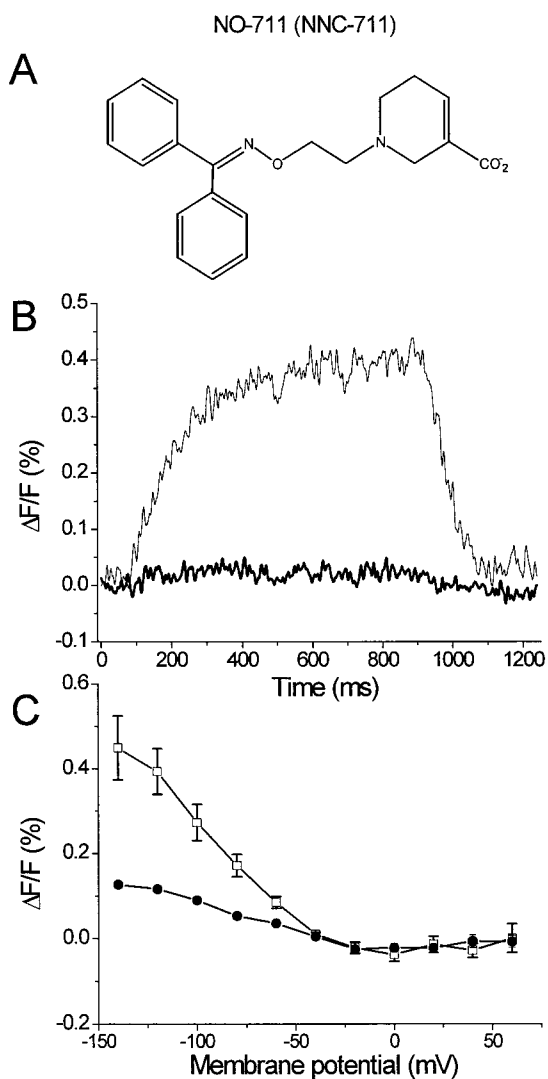 NO-711 (NNC-711)
A
N
O
N
CO₂⁻
B
0.5
0.4
0.3
0.2
0.1
0.0
-0.1
ΔF/F (%)
0 200 400 600 800 1000 1200
Time (ms)
C
0.6
0.4
0.2
0.0
-0.2
ΔF/F (%)
-150 -100 -50 0 50
Membrane potential (mV)